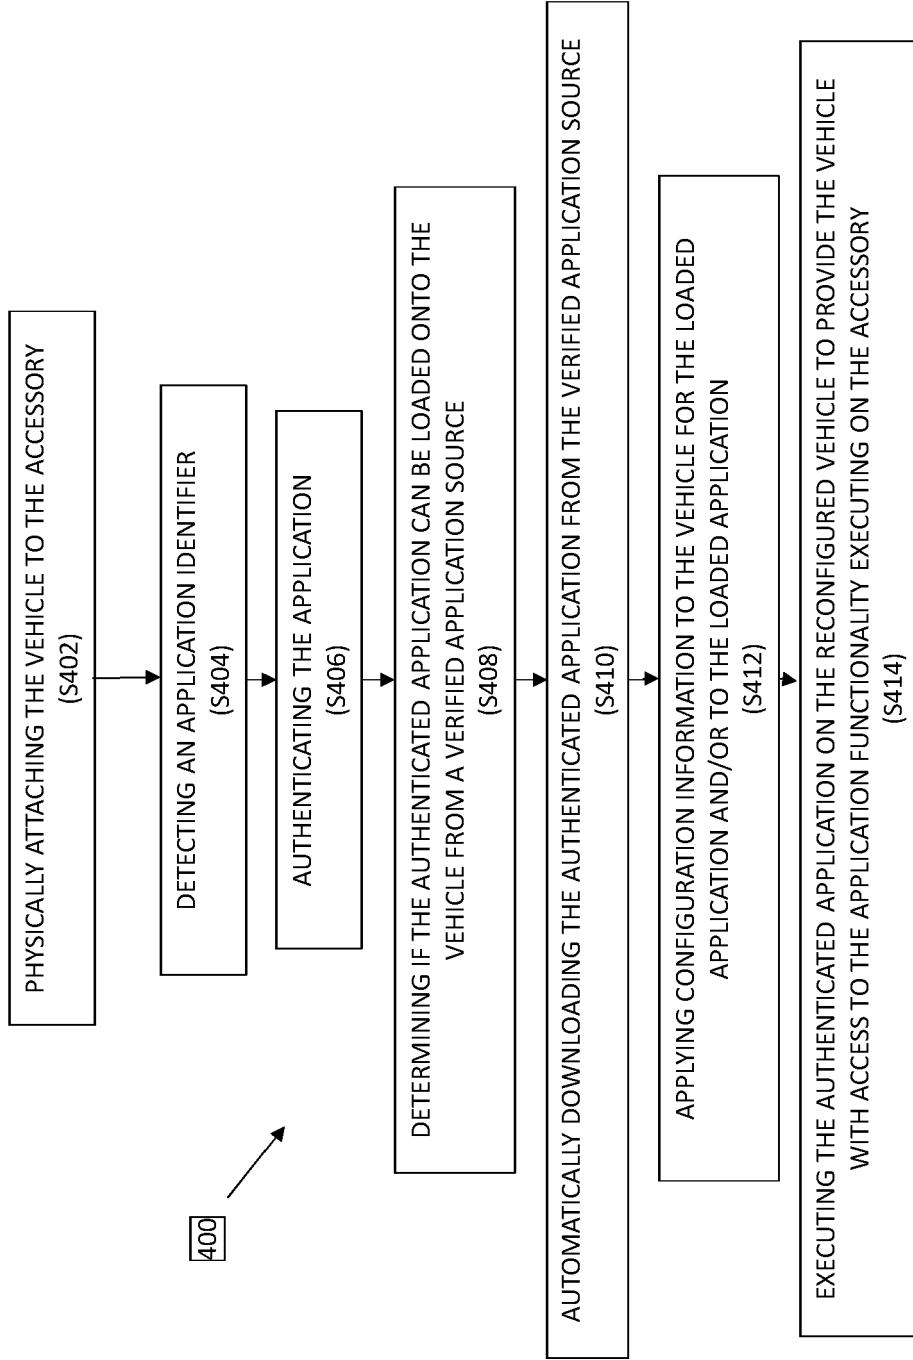 PHYSICALLY ATTACHING THE VEHICLE TO THE ACCESSORY
(S402)
DETECTING AN APPLICATION IDENTIFIER
(S404)
400
AUTHENTICATING THE APPLICATION
(S406)
DETERMINING IF THE AUTHENTICATED APPLICATION CAN BE LOADED ONTO THE
VEHICLE FROM A VERIFIED APPLICATION SOURCE
(S408)
AUTOMATICALLY DOWNLOADING THE AUTHENTICATED APPLICATION FROM THE VERIFIED APPLICATION SOURCE
(S410)
APPLYING CONFIGURATION INFORMATION TO THE VEHICLE FOR THE LOADED
APPLICATION AND/OR TO THE LOADED APPLICATION
(S412)
EXECUTING THE AUTHENTICATED APPLICATION ON THE RECONFIGURED VEHICLE TO PROVIDE THE VEHICLE
WITH ACCESS TO THE APPLICATION FUNCTIONALITY EXECUTING ON THE ACCESSORY
(S414)